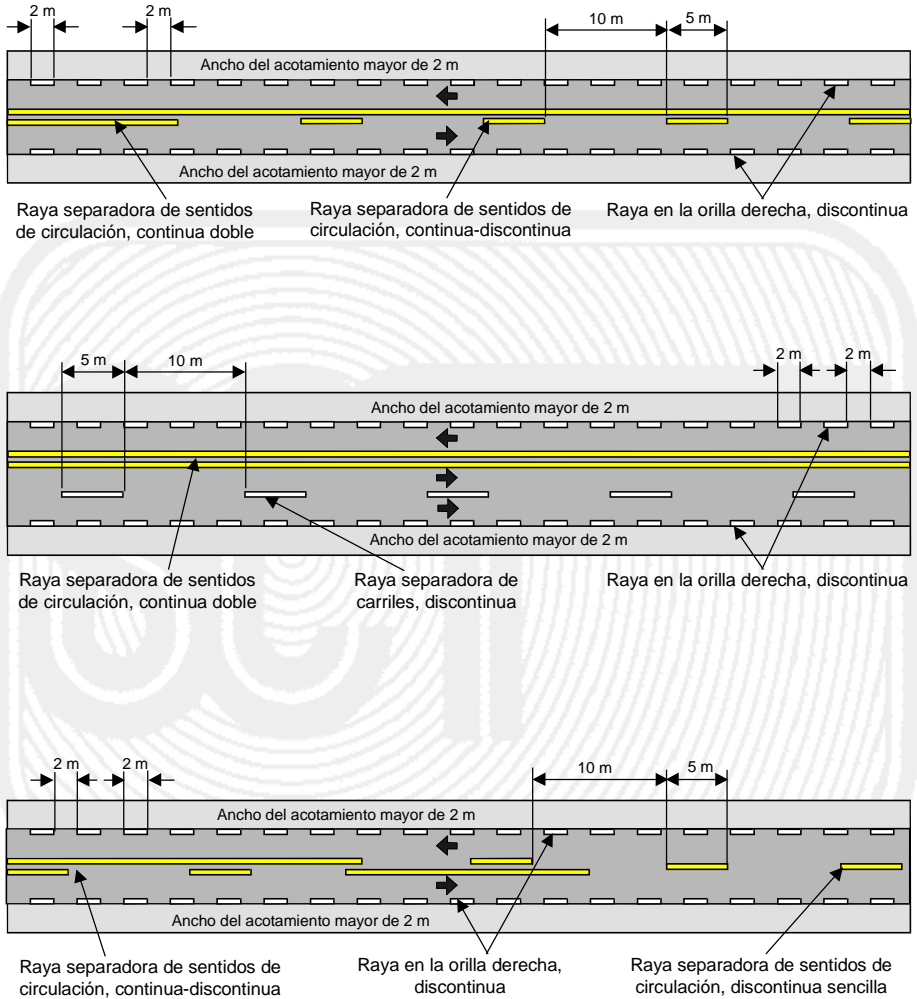 2 m
2 m
10 m
5 m
Ancho del acotamiento mayor de 2 m
Ancho del acotamiento mayor de 2 m
Raya separadora de sentidos
de circulación, continua doble
Raya separadora de sentidos de
circulación, continua-discontinua
Raya en la orilla derecha, discontinua
5 m
10 m
2 m
2 m
Ancho del acotamiento mayor de 2 m
Ancho del acotamiento mayor de 2 m
Raya separadora de sentidos
de circulación, continua doble
Raya separadora de
carriles, discontinua
Raya en la orilla derecha, discontinua
2 m
2 m
10 m
5 m
Ancho del acotamiento mayor de 2 m
Ancho del acotamiento mayor de 2 m
Raya separadora de sentidos de
circulación, continua-discontinua
Raya en la orilla derecha,
discontinua
Raya separadora de sentidos de
circulación, discontinua sencilla